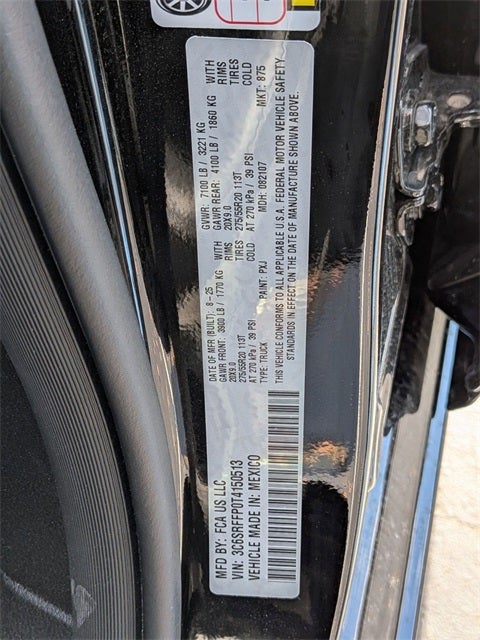 MFD BY: FCA US LLC
VIN: 3C6SRFFP0T4150513
VEHICLE MADE IN: MEXICO
DATE OF MFR (BUILT): 8 - 25
GVWR: 7100 LB / 3221 KG
GAWR FRONT: 3900 LB / 1770 KG WITH
GAWR REAR: 4100 LB / 1860 KG WITH
20X9.0 RIMS
20X9.0 RIMS
275/55R20 113T TIRES
275/55R20 113T TIRES
AT 270 kPa / 39 PSI COLD
AT 270 kPa / 39 PSI COLD
TYPE: TRUCK PAINT: PXJ MDH: 082107 MKT: 875
THIS VEHICLE CONFORMS TO ALL APPLICABLE U.S.A. FEDERAL MOTOR VEHICLE SAFETY
STANDARDS IN EFFECT ON THE DATE OF MANUFACTURE SHOWN ABOVE.